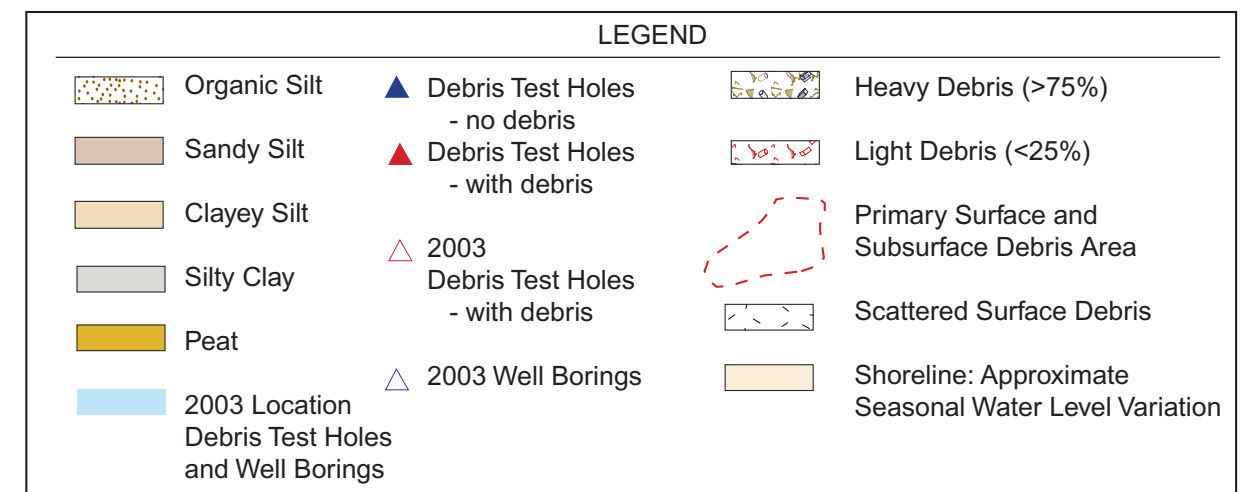 LEGEND
Organic Silt
Sandy Silt
Clayey Silt
Silty Clay
Peat
2003 Location
Debris Test Holes
and Well Borings
Debris Test Holes
- no debris
Debris Test Holes
- with debris
2003
Debris Test Holes
- with debris
2003 Well Borings
Heavy Debris (>75%)
Light Debris (<25%)
Primary Surface and
Subsurface Debris Area
Scattered Surface Debris
Shoreline: Approximate
Seasonal Water Level Variation